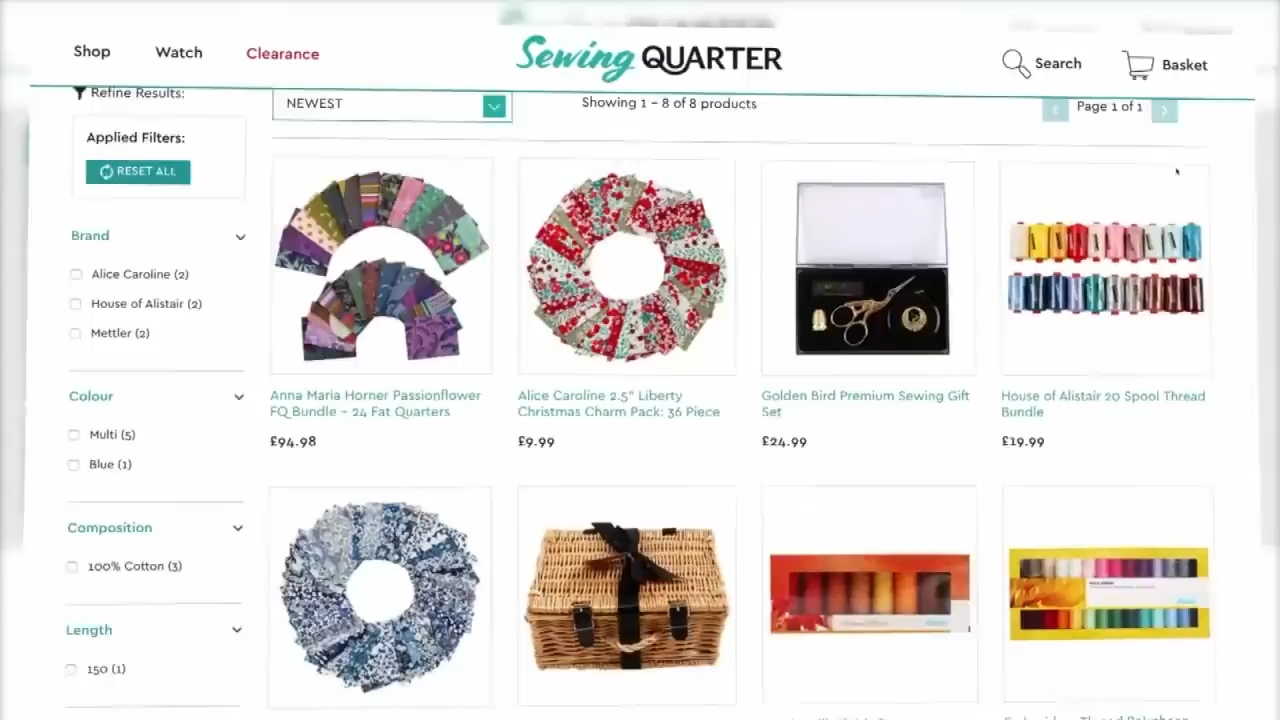 Shop
Watch
Clearance
Sewing QUARTER
Search
Basket
Refine Results:
NEWEST
Showing 1 - 8 of 8 products
Page 1 of 1
Applied Filters:
RESET ALL
Brand
Alice Caroline (2)
House of Alistair (2)
Mettler (2)
Colour
Multi (5)
Blue (1)
Composition
100% Cotton (3)
Length
150 (1)
Anna Maria Horner Passionflower
FQ Bundle - 24 Fat Quarters
£94.98
Alice Caroline 2.5" Liberty
Christmas Charm Pack: 36 Piece
£9.99
Golden Bird Premium Sewing Gift
Set
£24.99
House of Alistair 20 Spool Thread
Bundle
£19.99